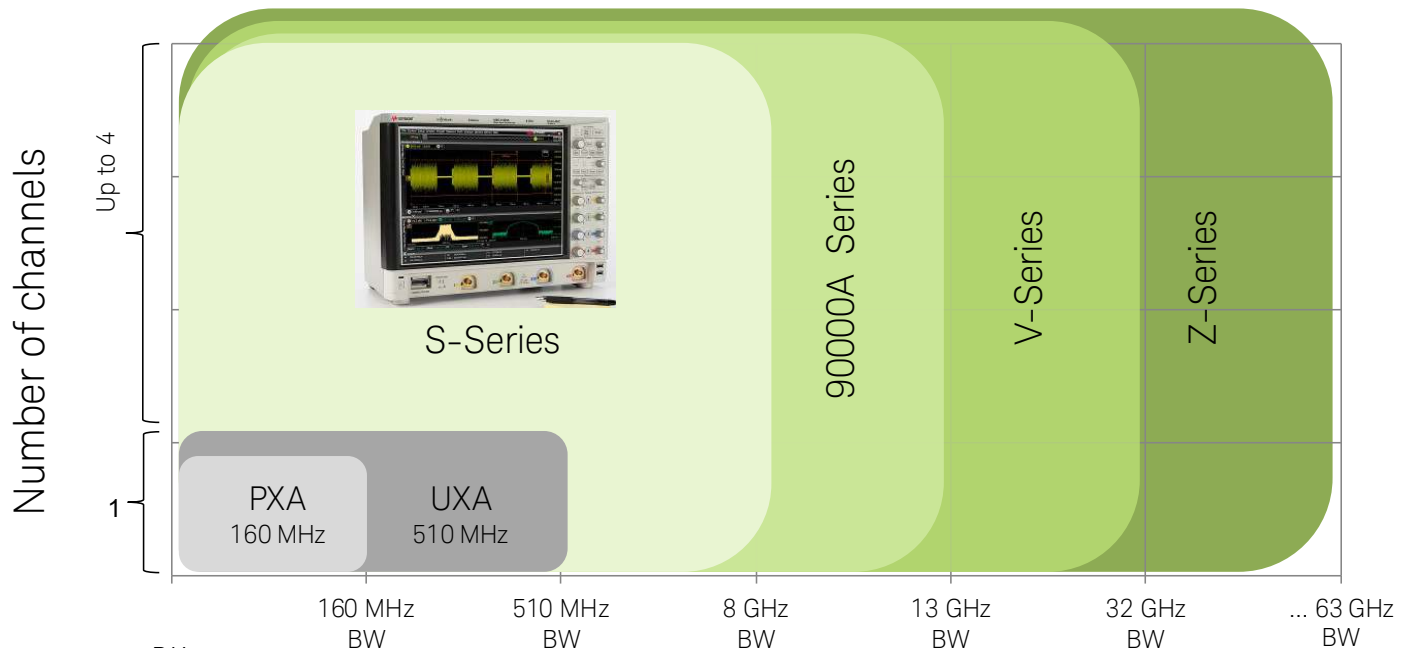 Number of channels
Up to 4
1
S-Series
9000A Series
V-Series
Z-Series
PXA
160 MHz
UXA
510 MHz
160 MHz
BW
510 MHz
BW
8 GHz
BW
13 GHz
BW
32 GHz
BW
... 63 GHz
BW